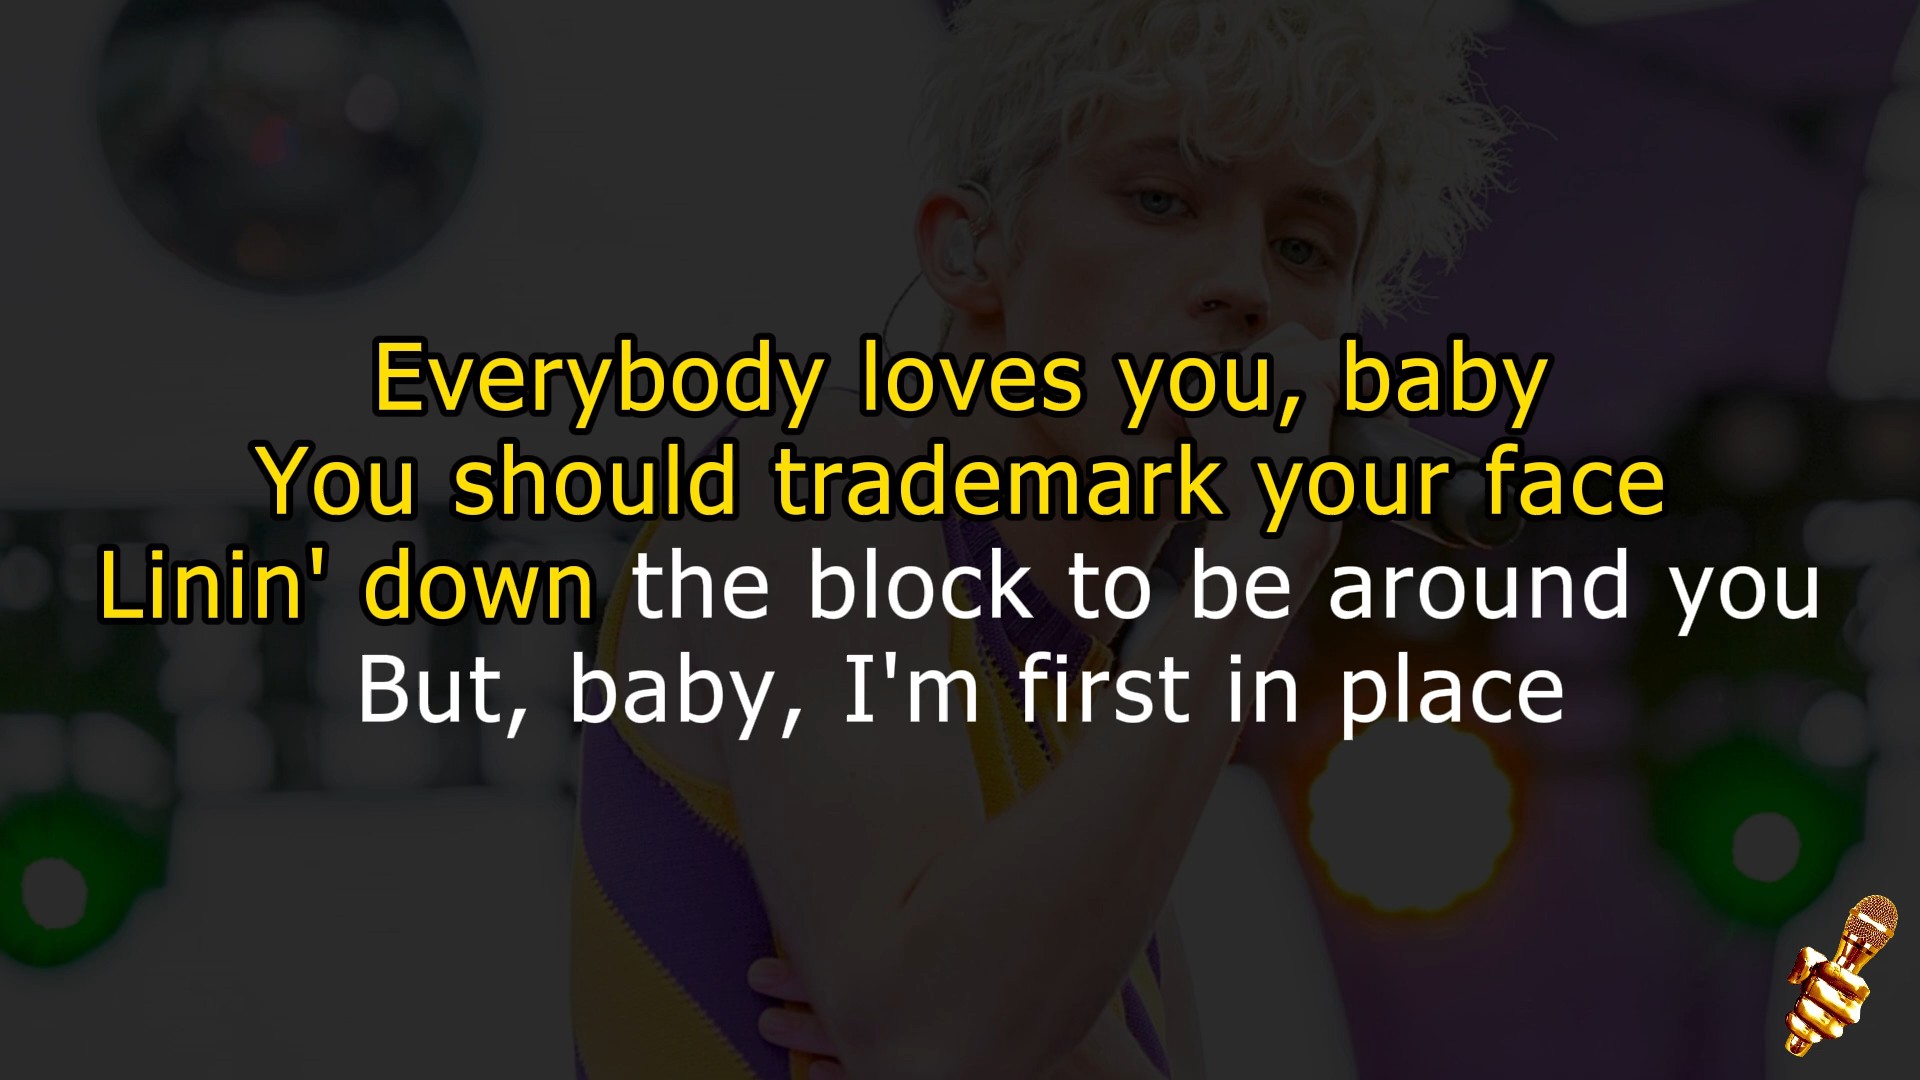 Everybody loves you, baby
You should trademark your face
Linin' down the block to be around you
But, baby, I'm first in place